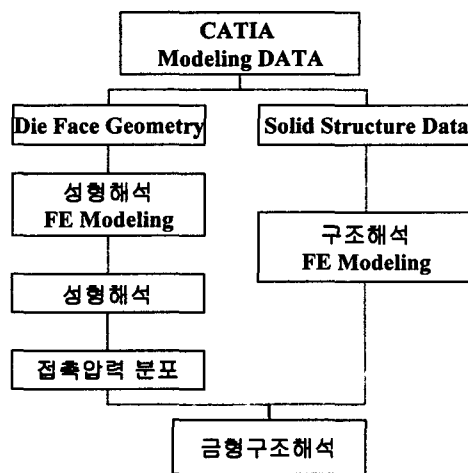 CATIA
Modeling DATA
Die Face Geometry
Solid Structure Data
성형해석
FE Modeling
구조해석
FE Modeling
성형해석
접촉압력 분포
금형구조해석